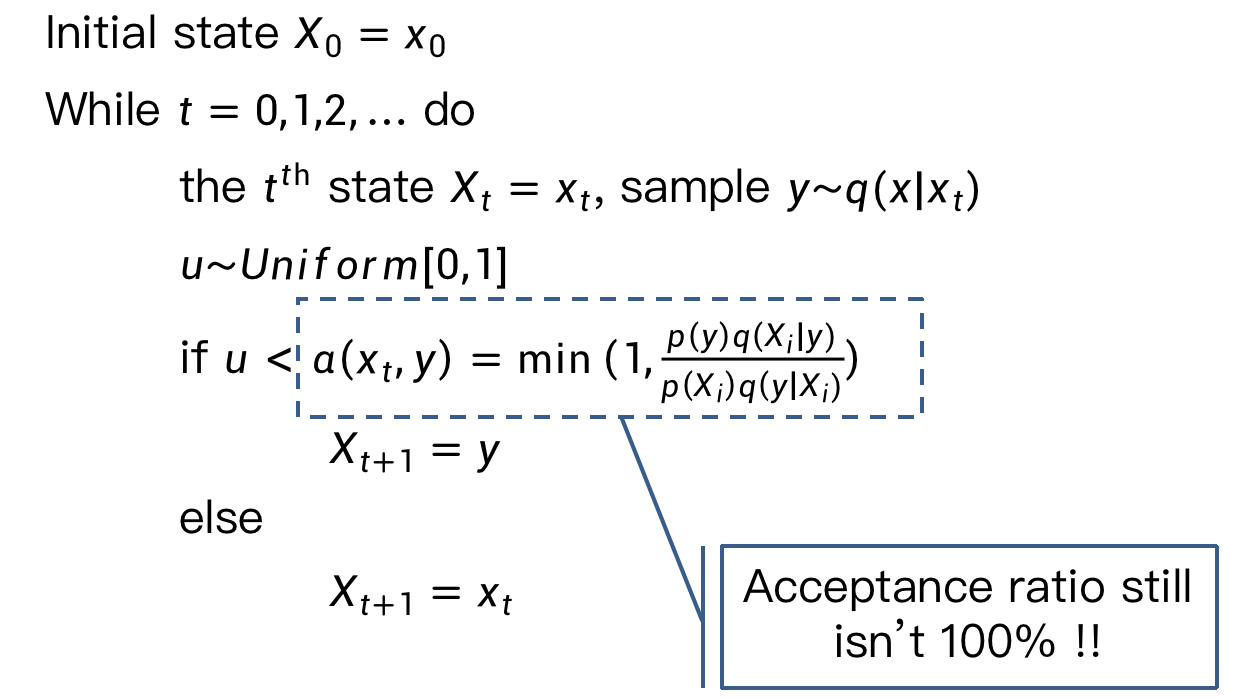 Initial state X₀ = x₀
While t = 0,1,2, … do
the tᵗʰ state Xₜ = xₜ, sample y~q(x|xₜ)
u~Uniform[0,1]
if u < a(xₜ, y) = min (1, p(y)q(Xᵢ|y) / p(Xᵢ)q(y|Xᵢ))
Xₜ₊₁ = y
else
Xₜ₊₁ = xₜ
Acceptance ratio still
isn't 100% !!